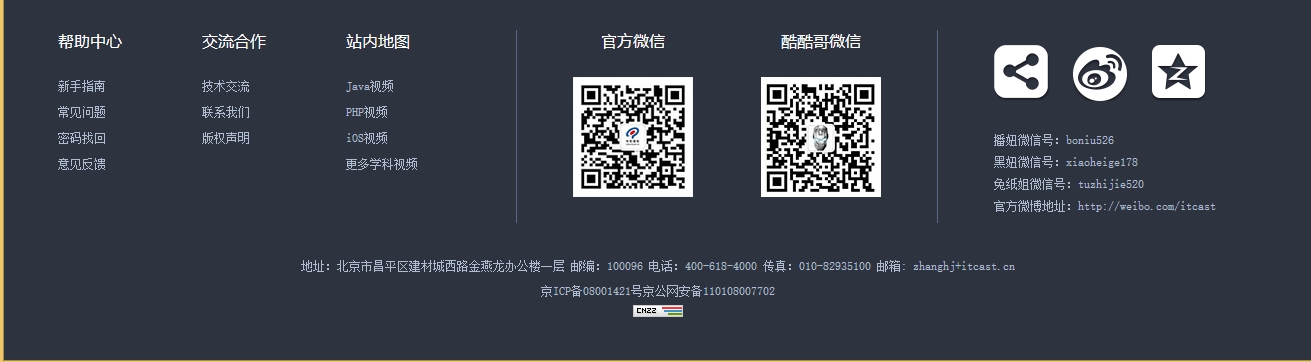 帮助中心
新手指南
常见问题
密码找回
意见反馈
交流合作
技术交流
联系我们
版权声明
站内地图
Java视频
PHP视频
iOS视频
更多学科视频
官方微信
酷酷哥微信
播妞微信号: boniu526
黑妞微信号: xiaoheige178
兔纸姐微信号: tuzhijie520
官方微博地址: http://weibo.com/itcast
地址: 北京市昌平区建材城西路金燕龙办公楼一层 邮编: 100096 电话: 400-618-4000 传真: 010-82935100 邮箱: zhanghj+itcast.cn
京ICP备08001421号京公网安备110108007702
CNZZ